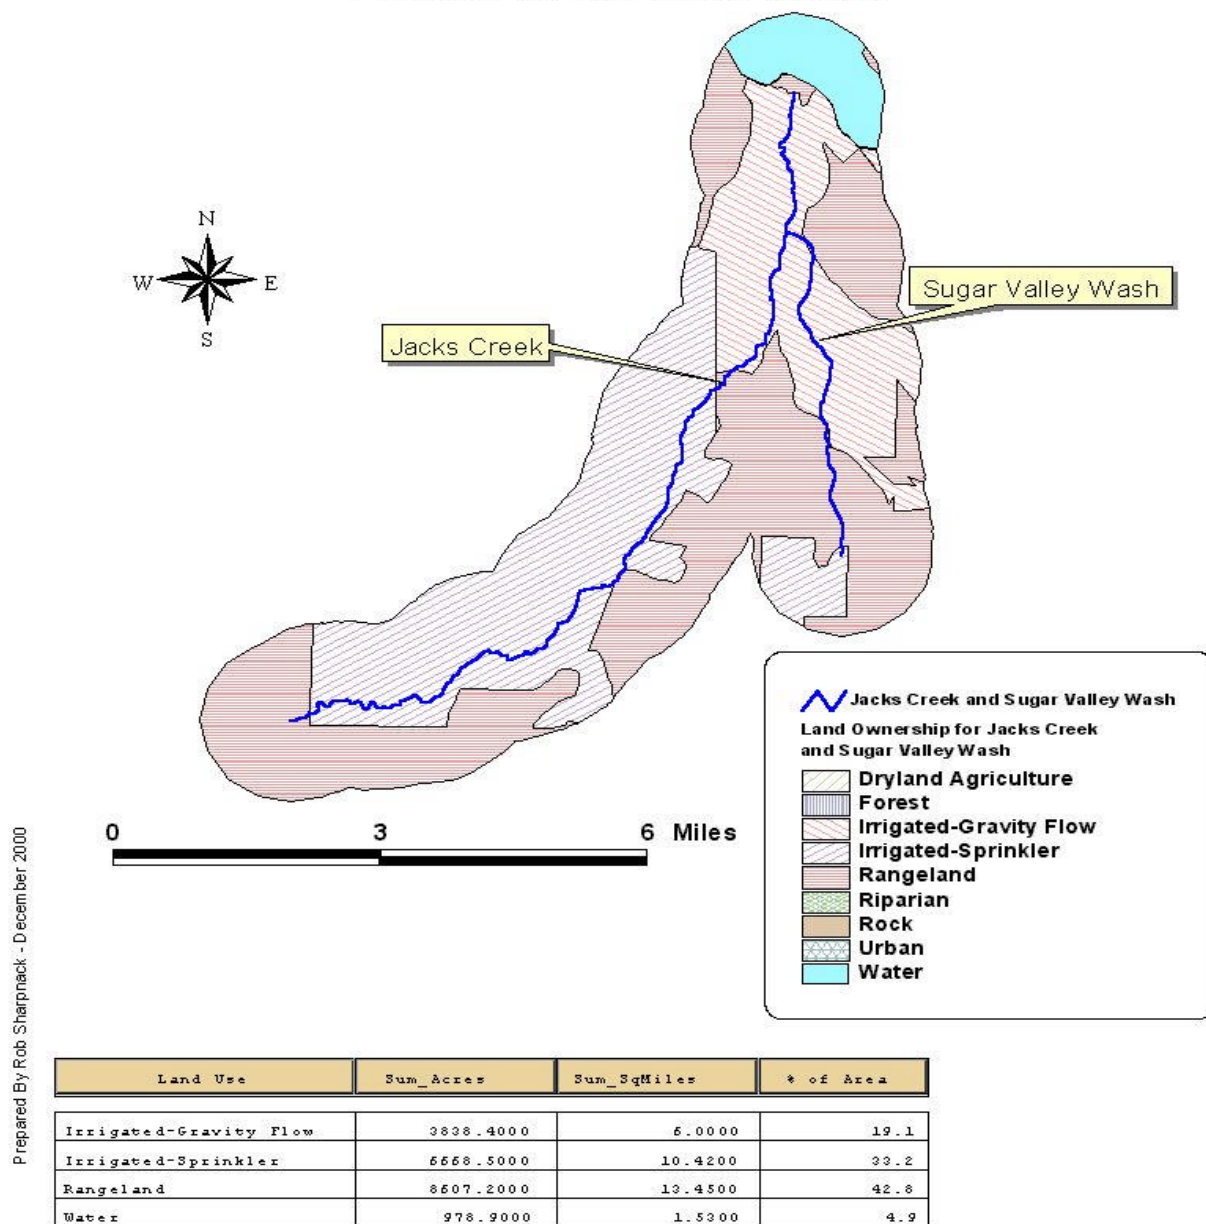 N
W E
S
Sugar Valley Wash
Jacks Creek
Jacks Creek and Sugar Valley Wash
Land Ownership for Jacks Creek
and Sugar Valley Wash
Dryland Agriculture
Forest
Irrigated-Gravity Flow
Irrigated-Sprinkler
Rangeland
Riparian
Rock
Urban
Water
0 3 6 Miles
Prepared By Rob Sharpnack - December 2000
Land Use Sum_Acres Sum_SqMiles % of Area
Irrigated-Gravity Flow 3838.4000 6.0000 19.1
Irrigated-Sprinkler 6668.5000 10.4200 33.2
Rangeland 8607.2000 13.4500 42.8
Water 978.9000 1.5300 4.9